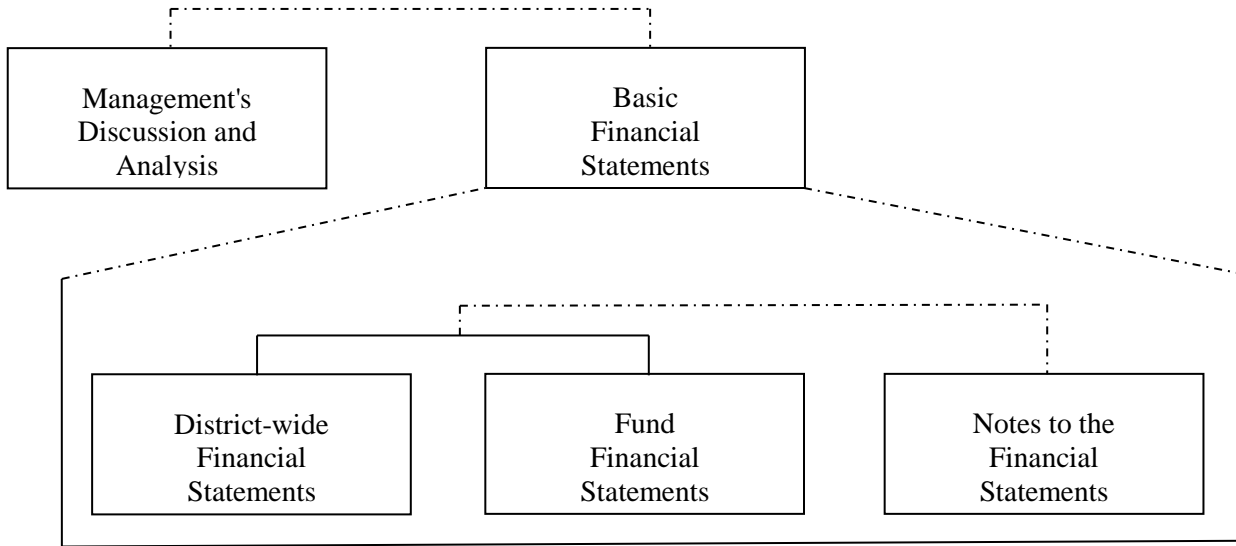 Management's
Discussion and
Analysis
Basic
Financial
Statements
District-wide
Financial
Statements
Fund
Financial
Statements
Notes to the
Financial
Statements